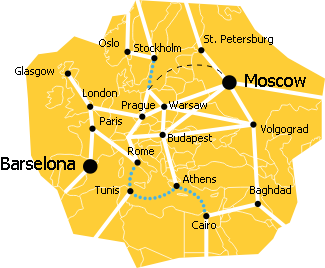 Oslo
St. Petersburg
Stockholm
Glasgow
Moscow
London
Prague
Warsaw
Paris
Volgograd
Budapest
Rome
Barselona
Athens
Tunis
Baghdad
Cairo